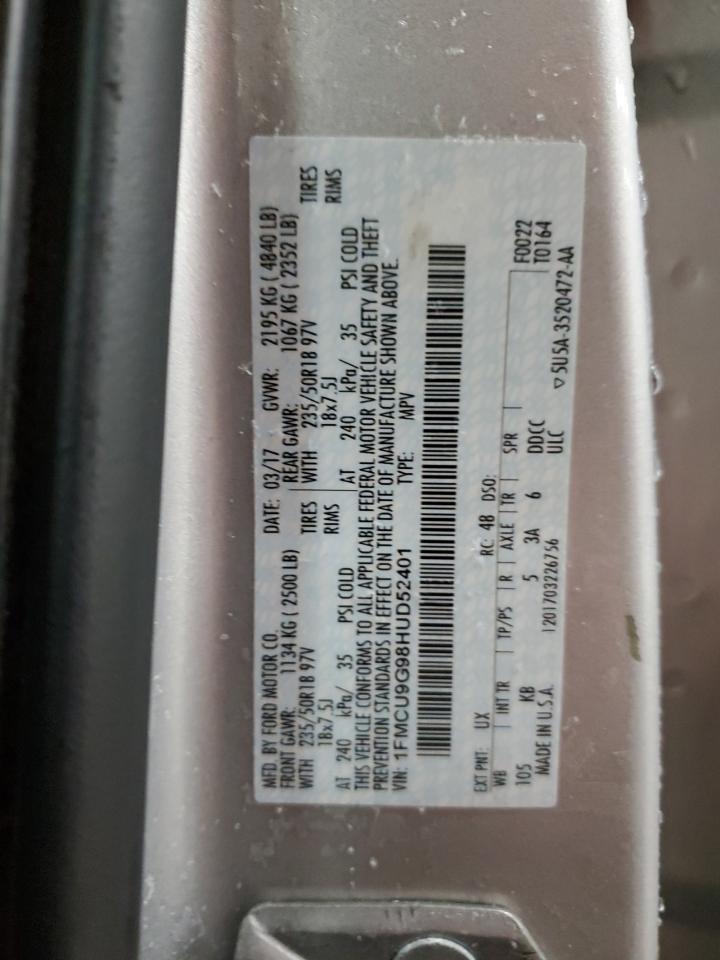 MFD. BY FORD MOTOR CO. DATE: 03/17 GVWR: 2195 KG ( 4840 LB)
FRONT GAWR: 1134 KG ( 2500 LB) REAR GAWR: 1067 KG ( 2352 LB)
WITH 235/50R18 97V TIRES WITH 235/50R18 97V TIRES
18x7.5J RIMS 18x7.5J RIMS
AT 240 kPa/ 35 PSI COLD AT 240 kPa/ 35 PSI COLD
THIS VEHICLE CONFORMS TO ALL APPLICABLE FEDERAL MOTOR VEHICLE SAFETY AND THEFT
PREVENTION STANDARDS IN EFFECT ON THE DATE OF MANUFACTURE SHOWN ABOVE.
VIN: 1FMCU9G98HUD52401 TYPE: MPV
EXT PNT: UX RC: 48 DSO:
WB | INT TR | TP/PS | R | AXLE | TR | SPR | F0022
105 KB 5 3A 6 DDCC T0164
MADE IN U.S.A. 1201703226756 ULC ▽5U5A-3520472-AA